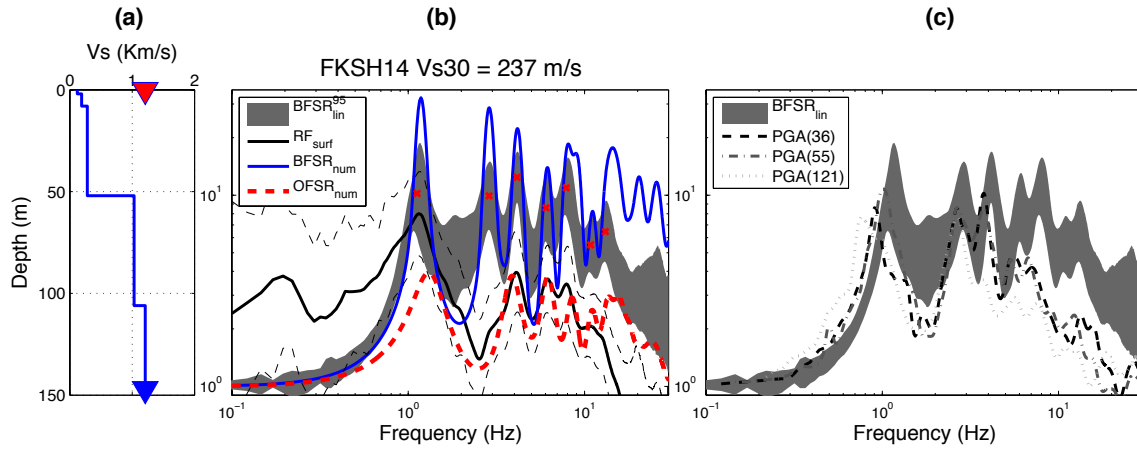 (a)
(b)
(c)
Vs (Km/s)
0 1 2
0
50
100
150
Depth (m)
FKSH14 Vs30 = 237 m/s
BFSR_lin^95
RF_surf
BFSR_num
OFSR_num
10^1
10^0
10^-1 10^0 10^1
Frequency (Hz)
BFSR_lin
PGA(36)
PGA(55)
PGA(121)
10^1
10^0
10^-1 10^0 10^1
Frequency (Hz)